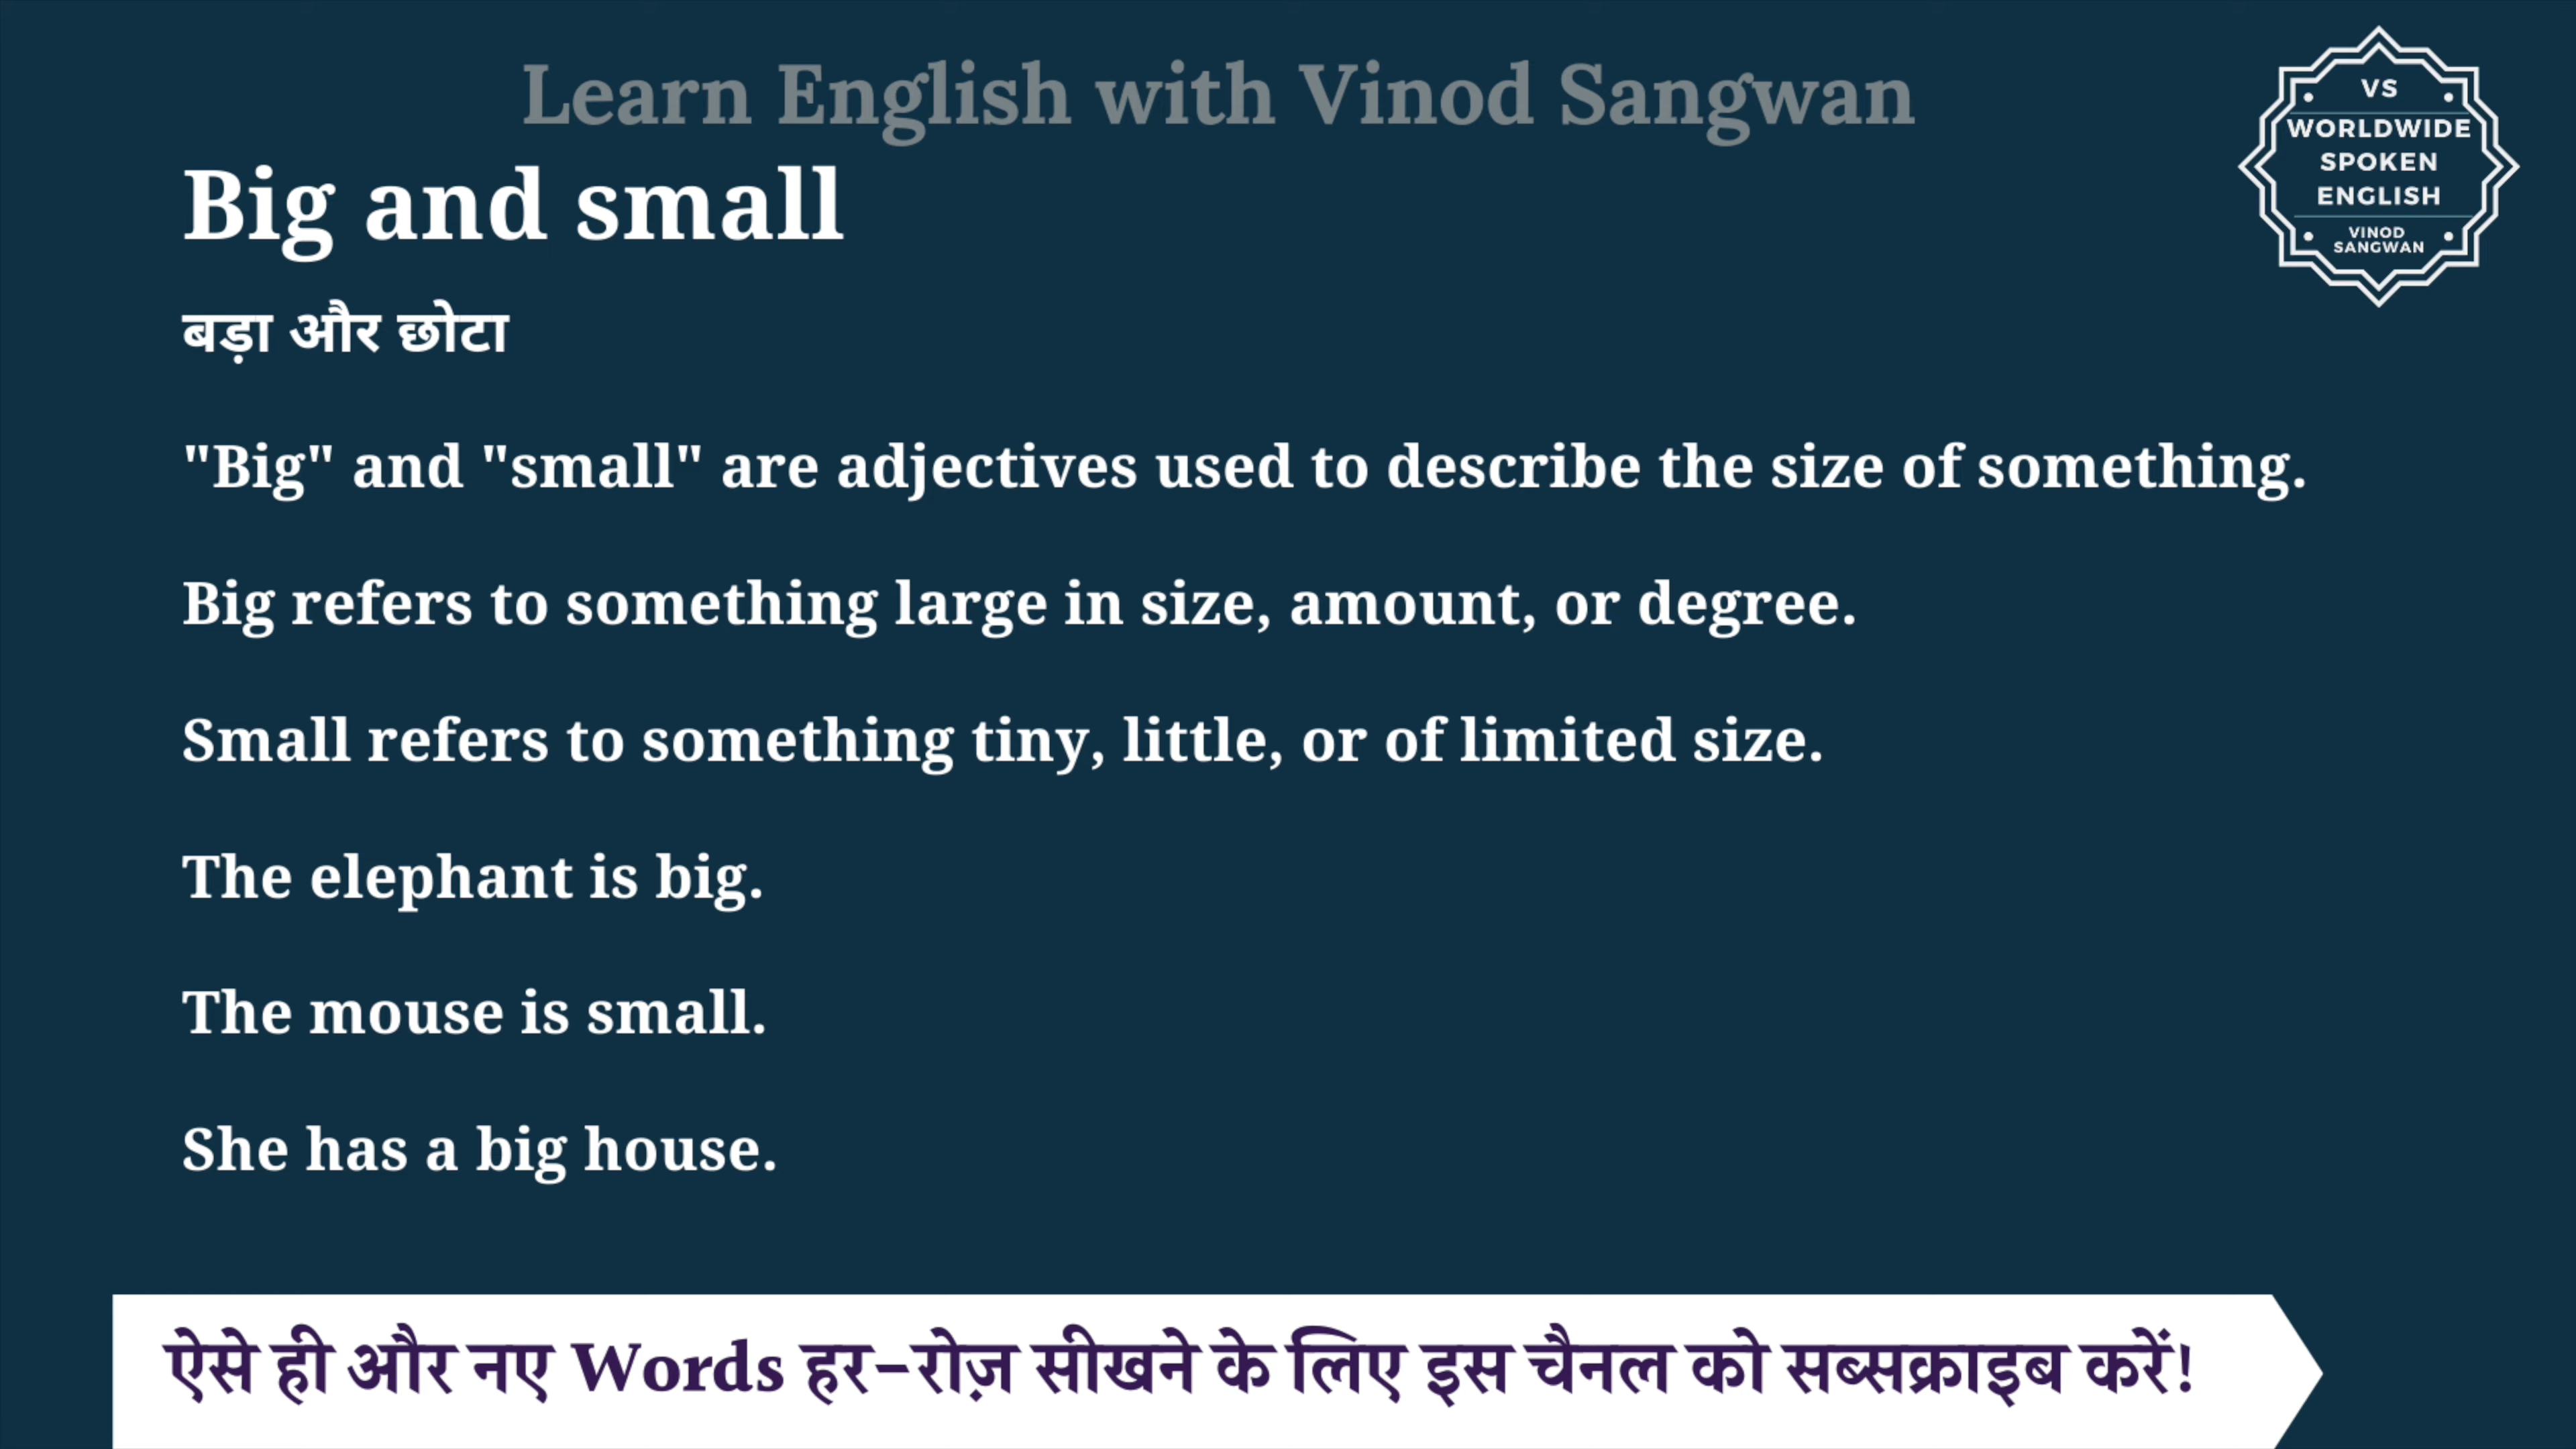 Learn English with Vinod Sangwan
VS
WORLDWIDE
SPOKEN
ENGLISH
VINOD
SANGWAN
Big and small
बड़ा और छोटा
"Big" and "small" are adjectives used to describe the size of something.
Big refers to something large in size, amount, or degree.
Small refers to something tiny, little, or of limited size.
The elephant is big.
The mouse is small.
She has a big house.
ऐसे ही और नए Words हर-रोज़ सीखने के लिए इस चैनल को सब्सक्राइब करें!